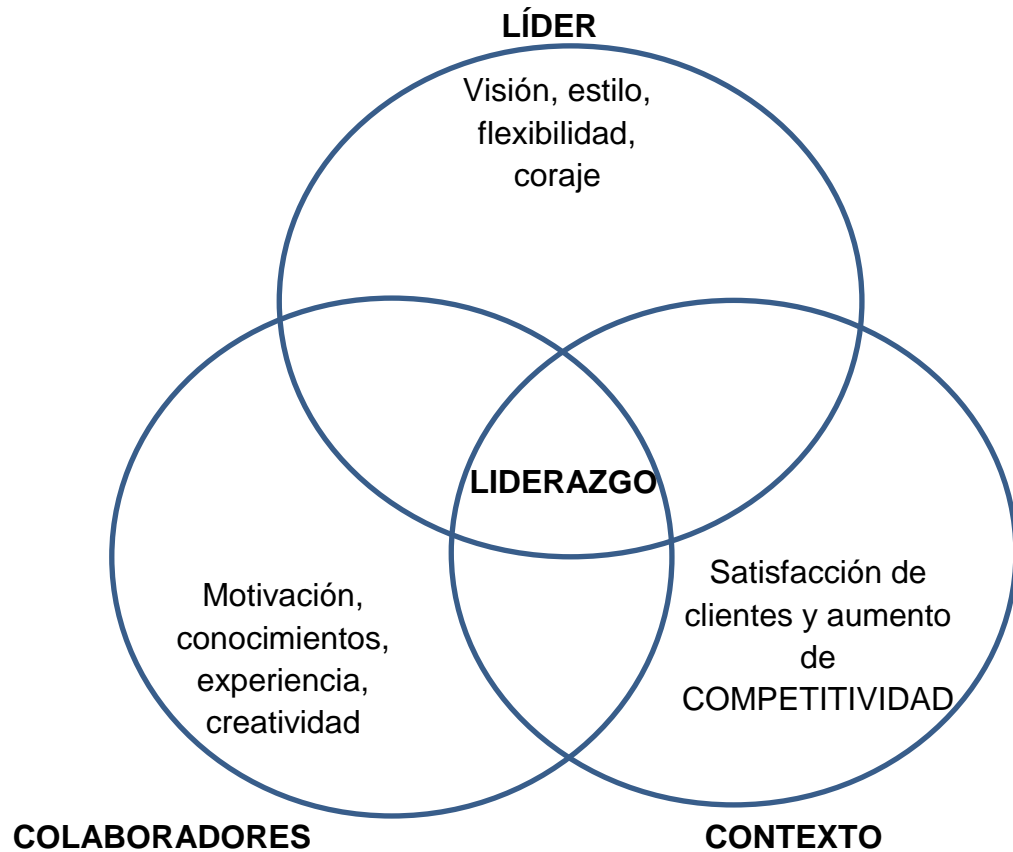 LÍDER
Visión, estilo,
flexibilidad,
coraje
LIDERAZGO
Motivación,
conocimientos,
experiencia,
creatividad
Satisfacción de
clientes y aumento
de
COMPETITIVIDAD
COLABORADORES
CONTEXTO